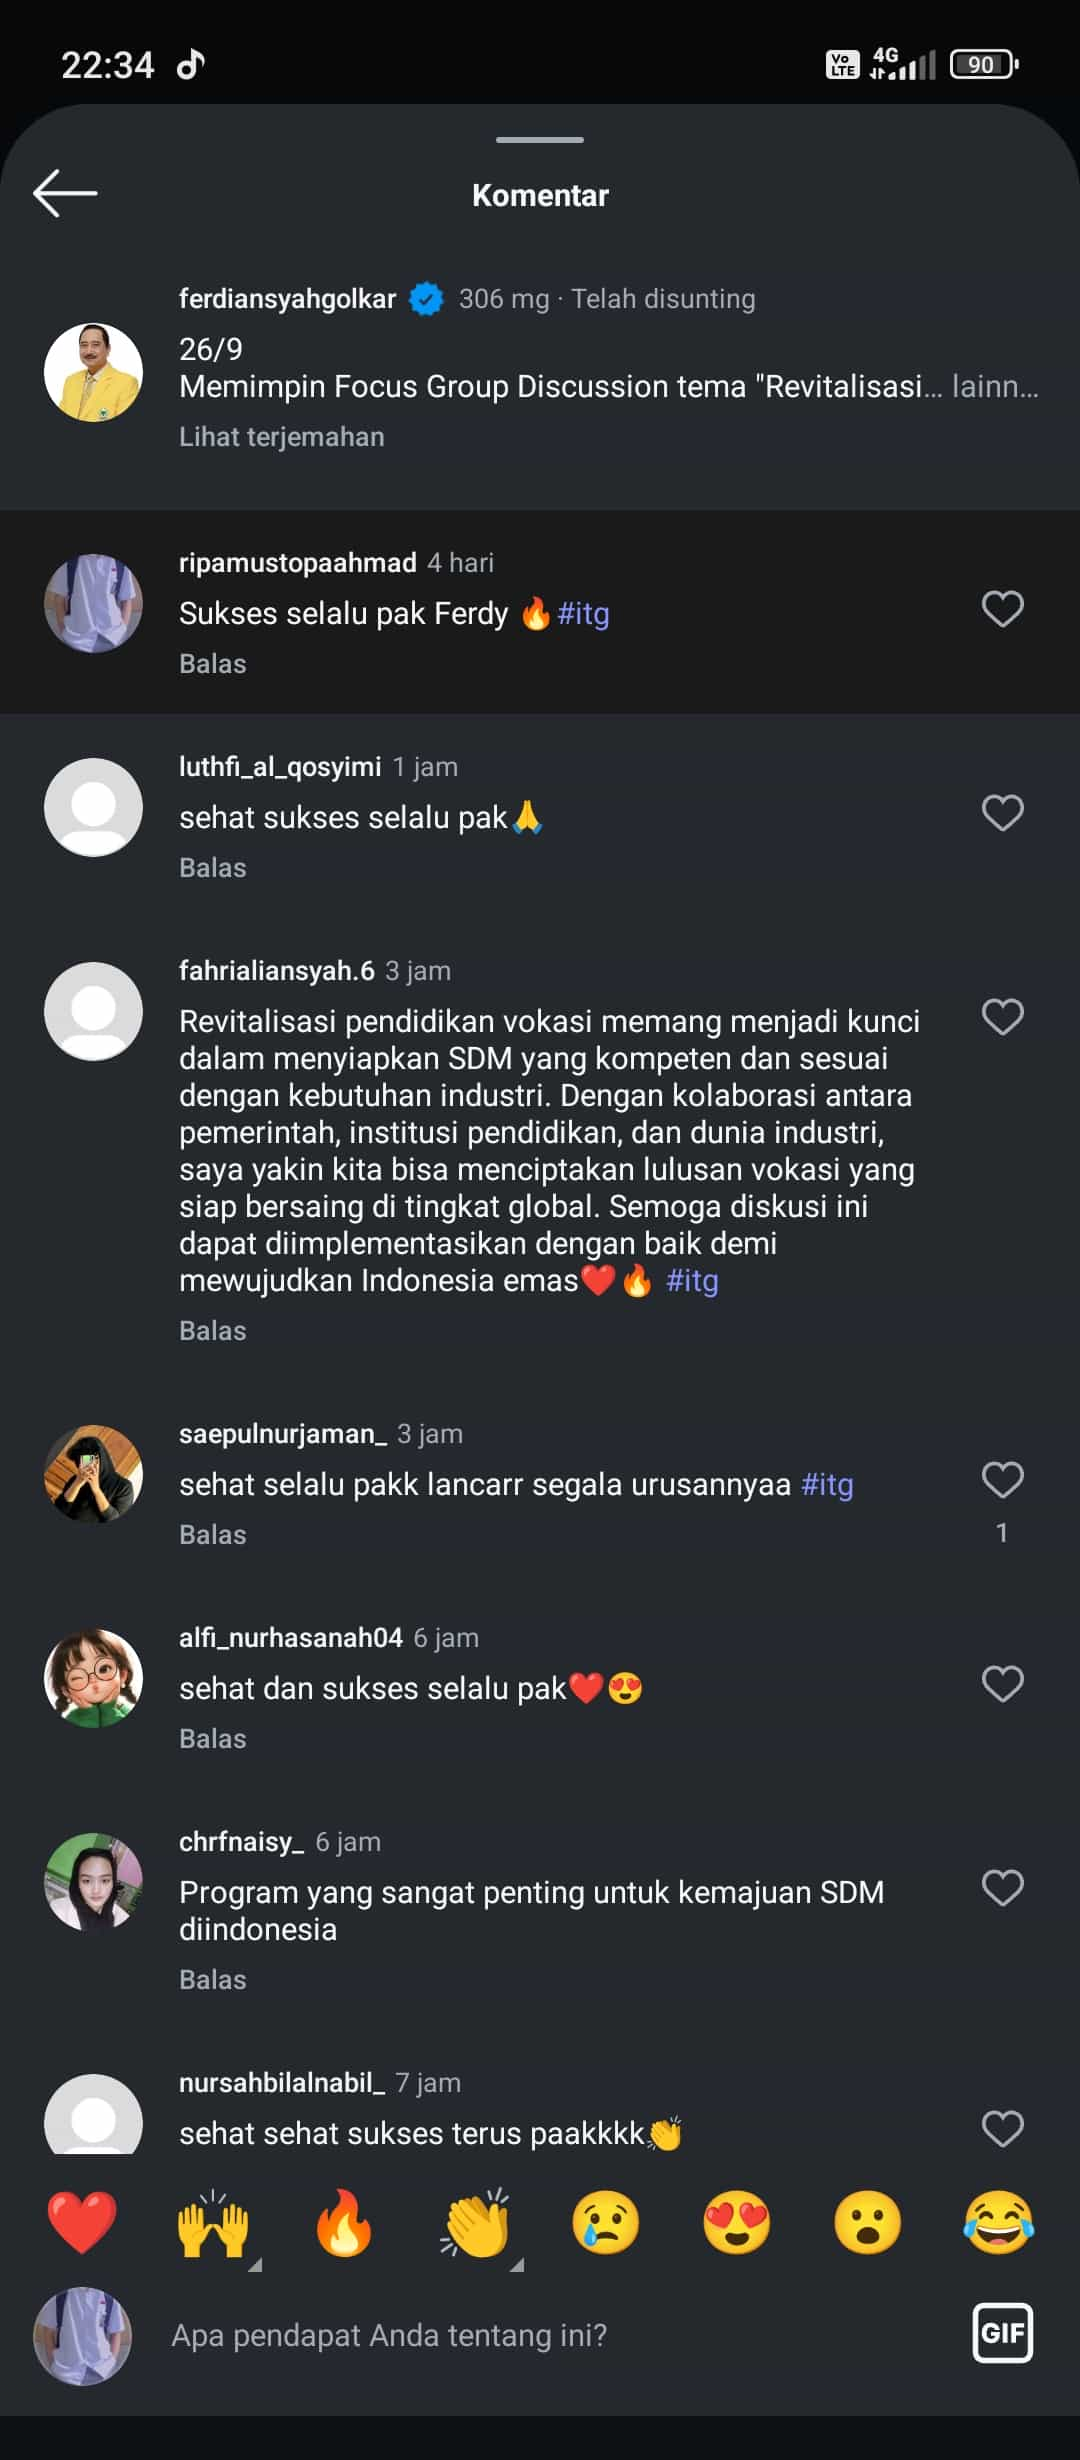 22:34
Vo LTE 4G 90
Komentar
ferdiansyahgolkar 306 mg · Telah disunting
26/9
Memimpin Focus Group Discussion tema "Revitalisasi... lainn...
Lihat terjemahan
ripamustopaahmad 4 hari
Sukses selalu pak Ferdy 🔥#itg
Balas
luthfi_al_qosyimi 1 jam
sehat sukses selalu pak🙏
Balas
fahrialiansyah.6 3 jam
Revitalisasi pendidikan vokasi memang menjadi kunci
dalam menyiapkan SDM yang kompeten dan sesuai
dengan kebutuhan industri. Dengan kolaborasi antara
pemerintah, institusi pendidikan, dan dunia industri,
saya yakin kita bisa menciptakan lulusan vokasi yang
siap bersaing di tingkat global. Semoga diskusi ini
dapat diimplementasikan dengan baik demi
mewujudkan Indonesia emas❤️🔥 #itg
Balas
saepulnurjaman_ 3 jam
sehat selalu pakk lancarr segala urusannyaa #itg
Balas
1
alfi_nurhasanah04 6 jam
sehat dan sukses selalu pak❤️😍
Balas
chrfnaisy_ 6 jam
Program yang sangat penting untuk kemajuan SDM
diindonesia
Balas
nursahbilalnabil_ 7 jam
sehat sehat sukses terus paakkkk👏
❤️🙌🔥👏😢😍😮😂
Apa pendapat Anda tentang ini?
GIF